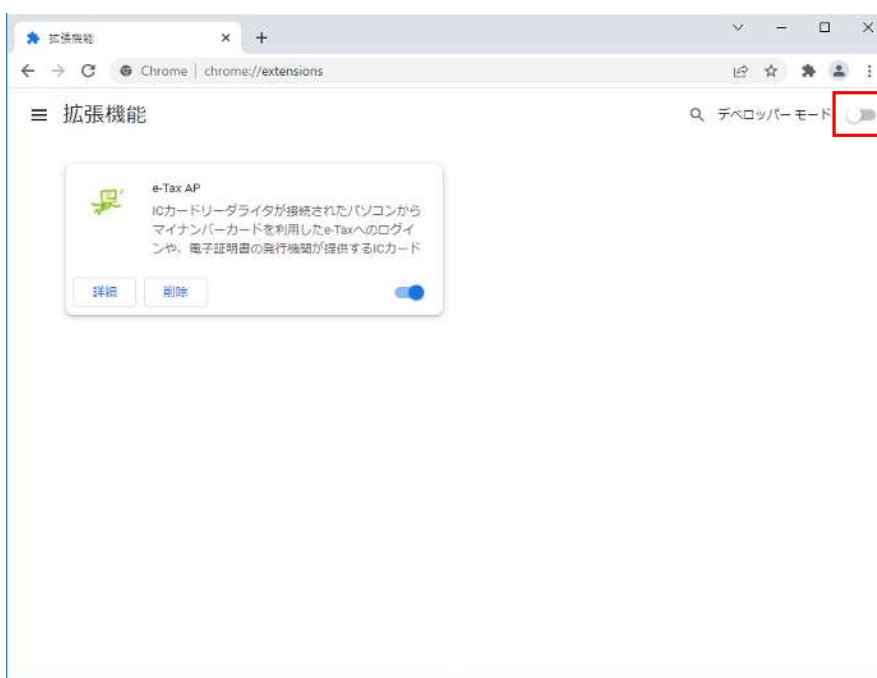 拡張機能
Chrome | chrome://extensions
拡張機能
デベロッパー モード
e-Tax AP
ICカードリーダライタが接続されたパソコンから
マイナンバーカードを利用したe-Taxへのログイ
ンや、電子証明書の発行機関が提供するICカード
詳細
削除